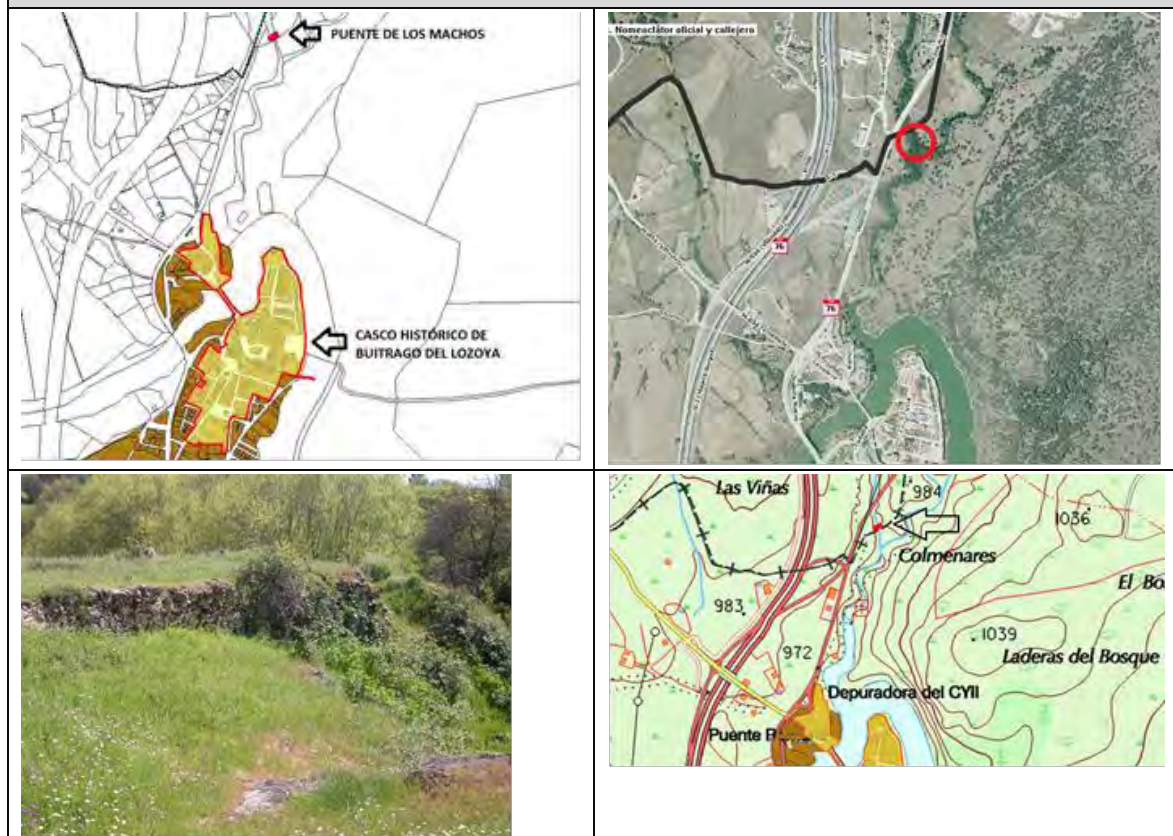 PUENTE DE LOS MACHOS
CASCO HISTÓRICO DE
BUITRAGO DEL LOZOYA
Nomenclátor oficial y callejero
76
76
Las Viñas
984
1036
Colmenares
El Bo
983
1039
972
Laderas del Bosque
Depuradora del CYII
Puente